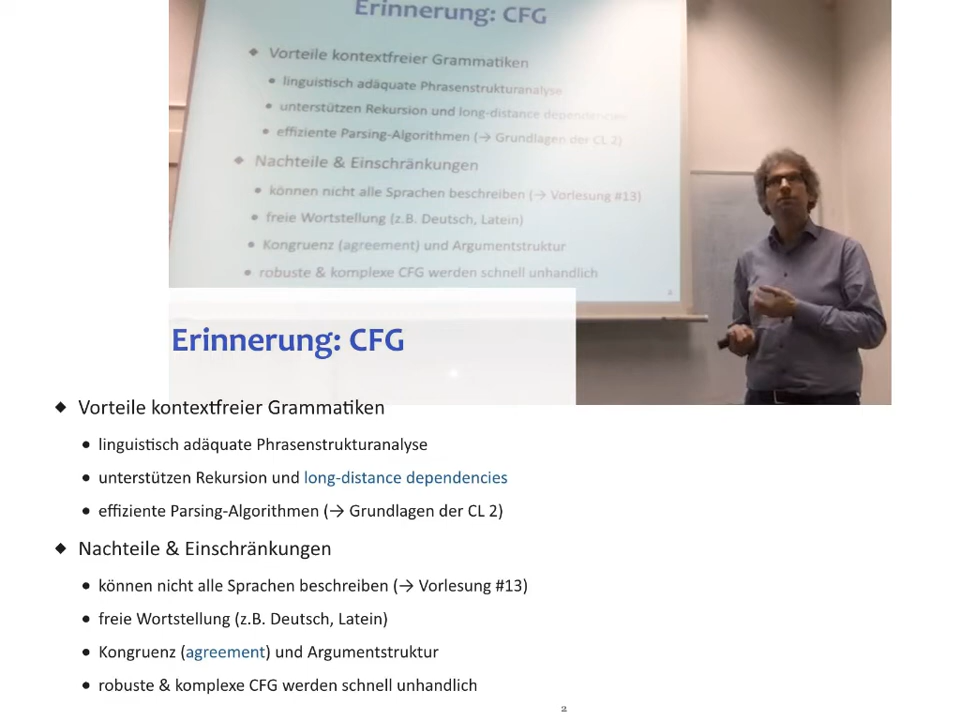 Erinnerung: CFG
◆ Vorteile kontextfreier Grammatiken
• linguistisch adäquate Phrasenstrukturanalyse
• unterstützen Rekursion und long-distance dependencies
• effiziente Parsing-Algorithmen (→ Grundlagen der CL 2)
◆ Nachteile & Einschränkungen
• können nicht alle Sprachen beschreiben (→ Vorlesung #13)
• freie Wortstellung (z.B. Deutsch, Latein)
• Kongruenz (agreement) und Argumentstruktur
• robuste & komplexe CFG werden schnell unhandlich
2
Erinnerung: CFG
◆ Vorteile kontextfreier Grammatiken
• linguistisch adäquate Phrasenstrukturanalyse
• unterstützen Rekursion und long-distance dependencies
• effiziente Parsing-Algorithmen (→ Grundlagen der CL 2)
◆ Nachteile & Einschränkungen
• können nicht alle Sprachen beschreiben (→ Vorlesung #13)
• freie Wortstellung (z.B. Deutsch, Latein)
• Kongruenz (agreement) und Argumentstruktur
• robuste & komplexe CFG werden schnell unhandlich
2